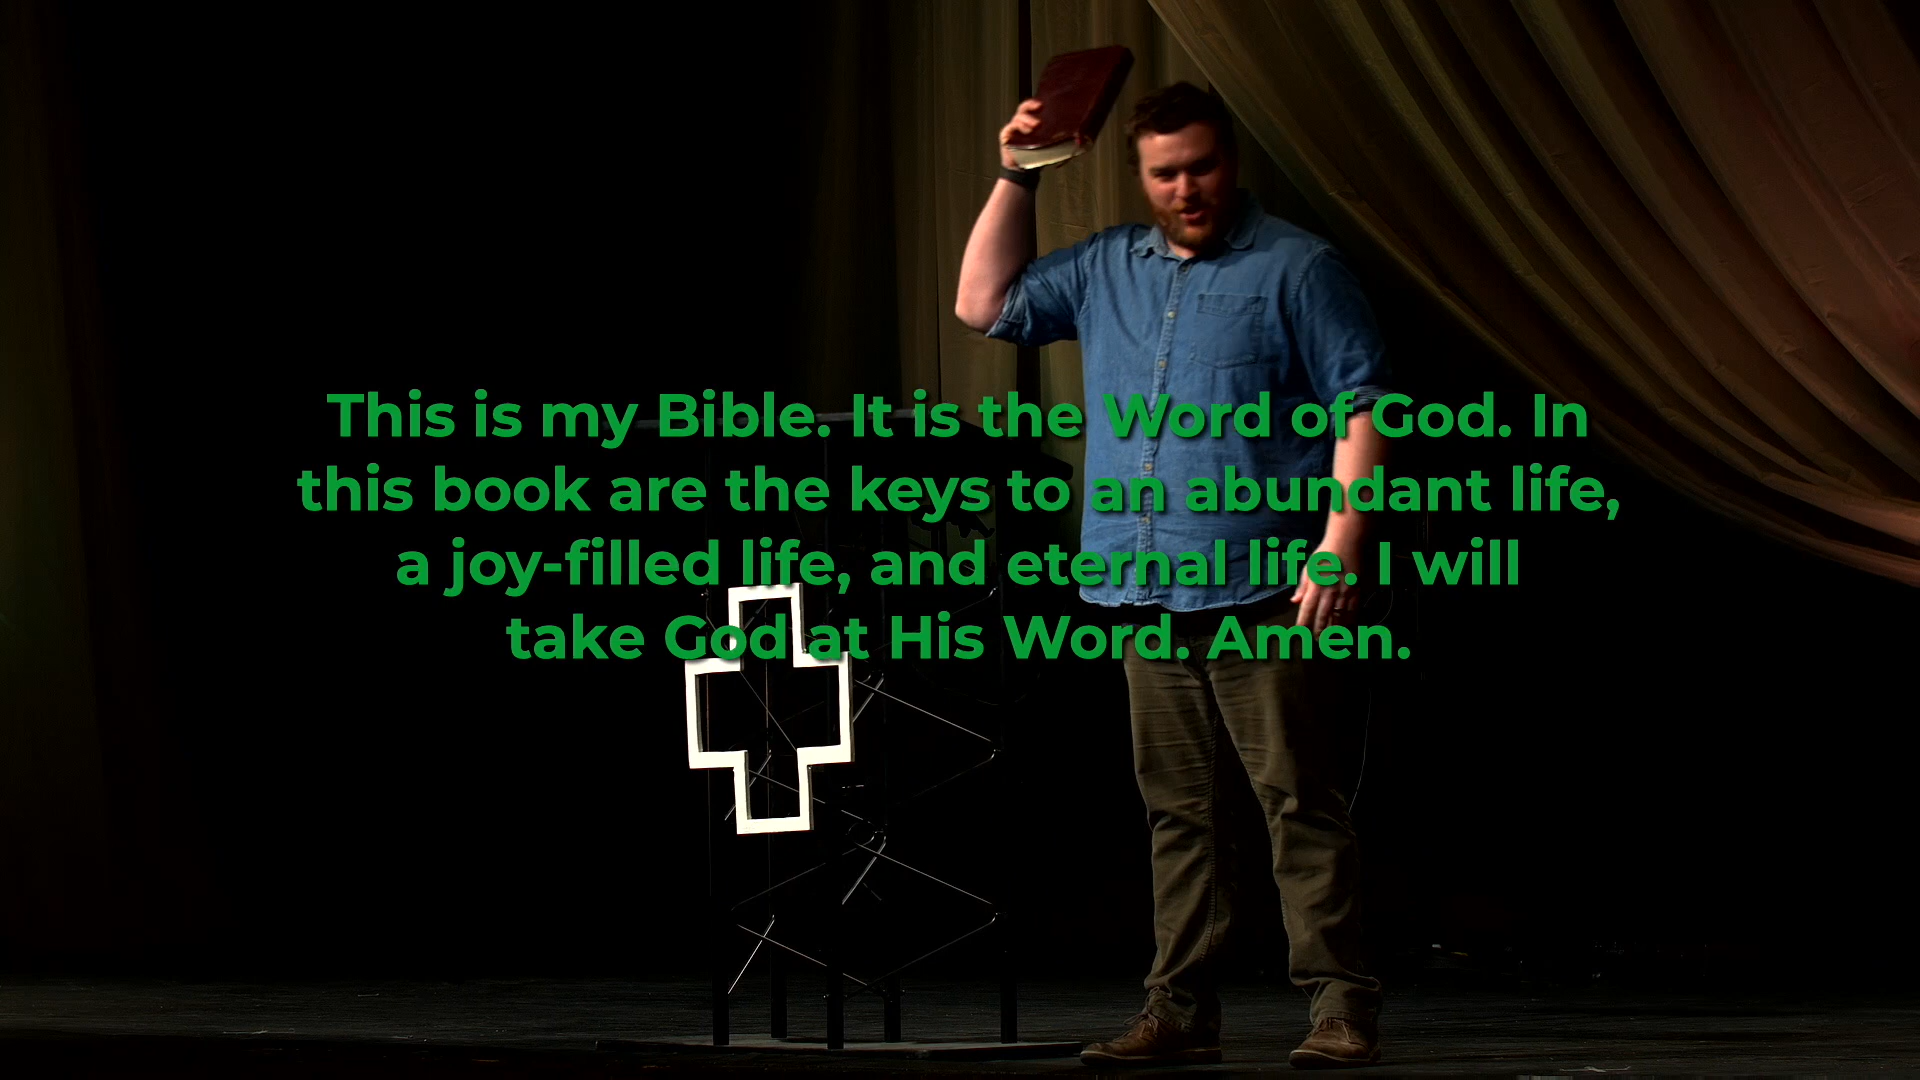 This is my Bible. It is the Word of God. In
this book are the keys to an abundant life,
a joy-filled life, and eternal life. I will
take God at His Word. Amen.